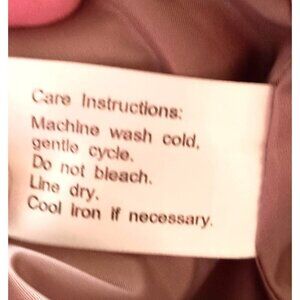 Care Instructions:
Machine wash cold,
gentle cycle.
Do not bleach.
Line dry.
Cool Iron if necessary.